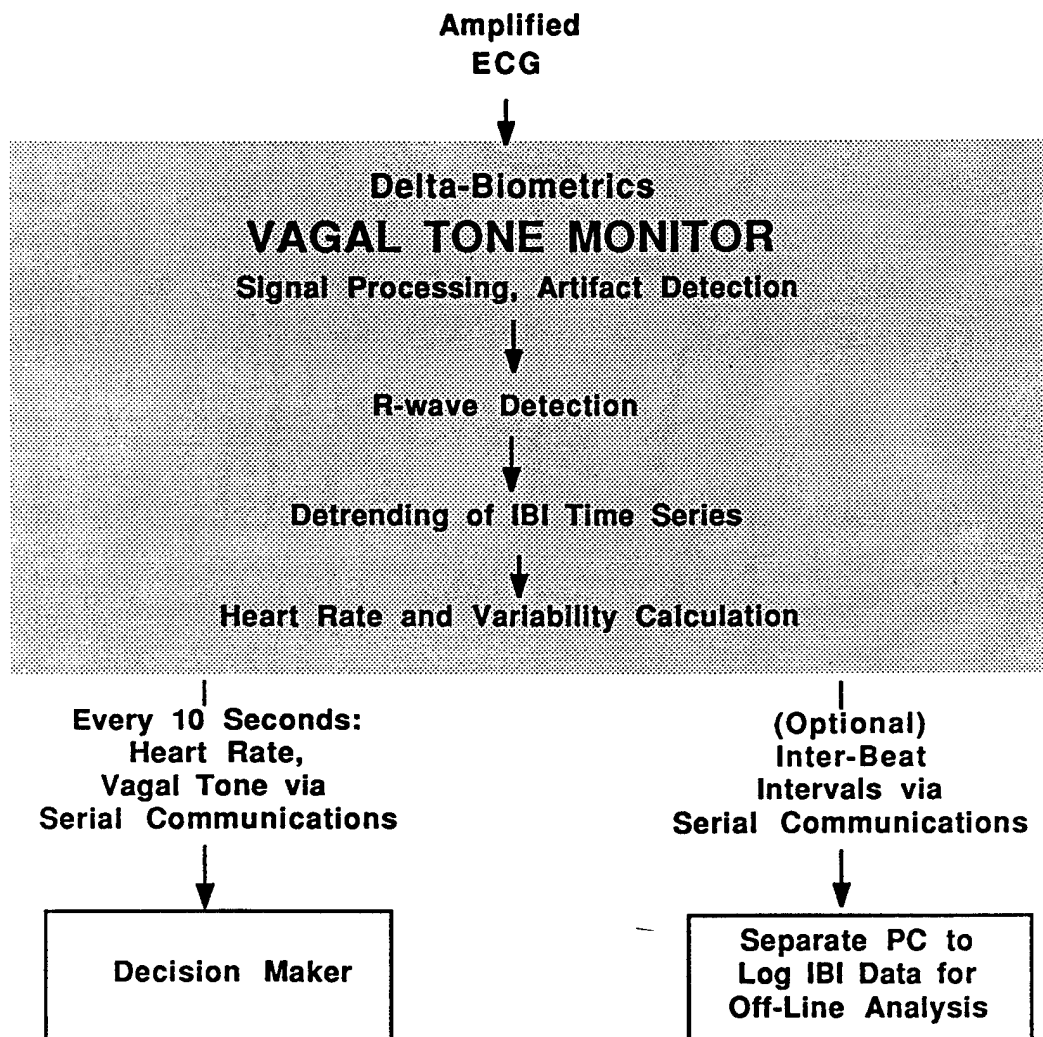 Amplified
ECG
Delta-Biometrics
VAGAL TONE MONITOR
Signal Processing, Artifact Detection
R-wave Detection
Detrending of IBI Time Series
Heart Rate and Variability Calculation
Every 10 Seconds:
Heart Rate,
Vagal Tone via
Serial Communications
(Optional)
Inter-Beat
Intervals via
Serial Communications
Decision Maker
Separate PC to
Log IBI Data for
Off-Line Analysis